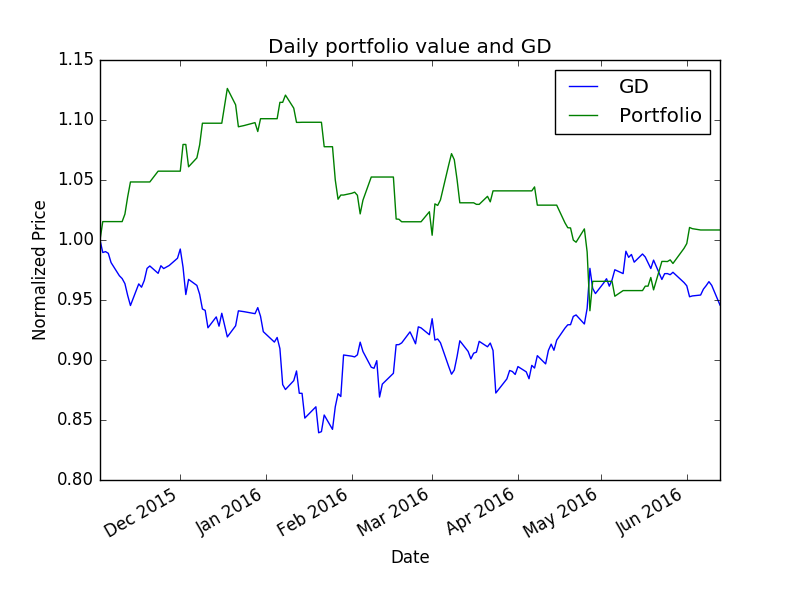 Daily portfolio value and GD
1.15
1.10
1.05
1.00
0.95
0.90
0.85
0.80
Normalized Price
GD
Portfolio
Dec 2015
Jan 2016
Feb 2016
Mar 2016
Apr 2016
May 2016
Jun 2016
Date